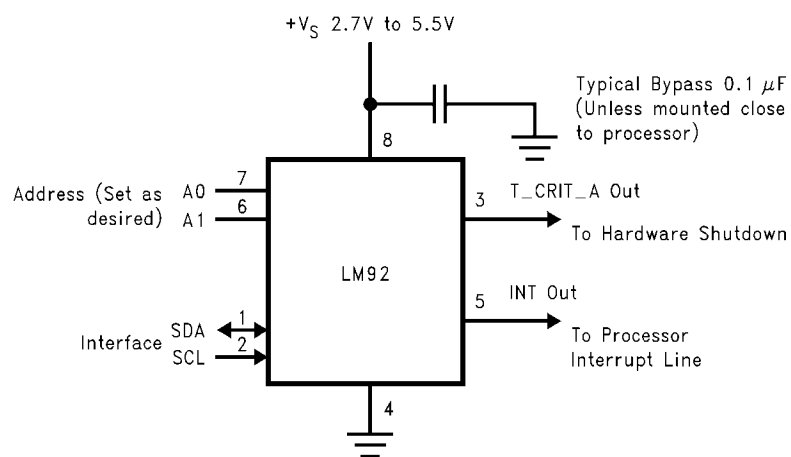 +VS 2.7V to 5.5V
Typical Bypass 0.1 μF
(Unless mounted close
to processor)
8
Address (Set as
desired)
A0
7
A1
6
3
T_CRIT_A Out
To Hardware Shutdown
LM92
5
INT Out
To Processor
Interrupt Line
Interface
SDA
1
SCL
2
4